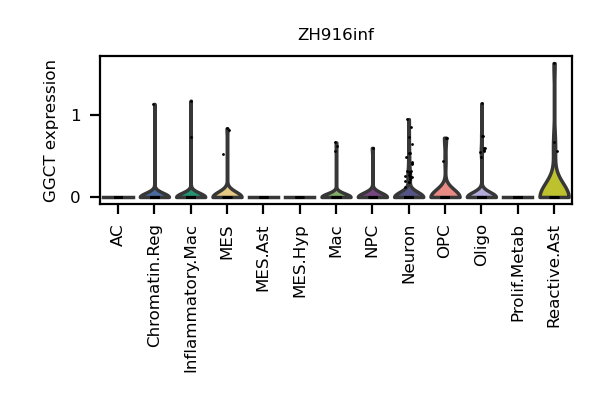 ZH916inf
GGCT expression
1
0
AC
Chromatin.Reg
Inflammatory.Mac
MES
MES.Ast
MES.Hyp
Mac
NPC
Neuron
OPC
Oligo
Prolif.Metab
Reactive.Ast